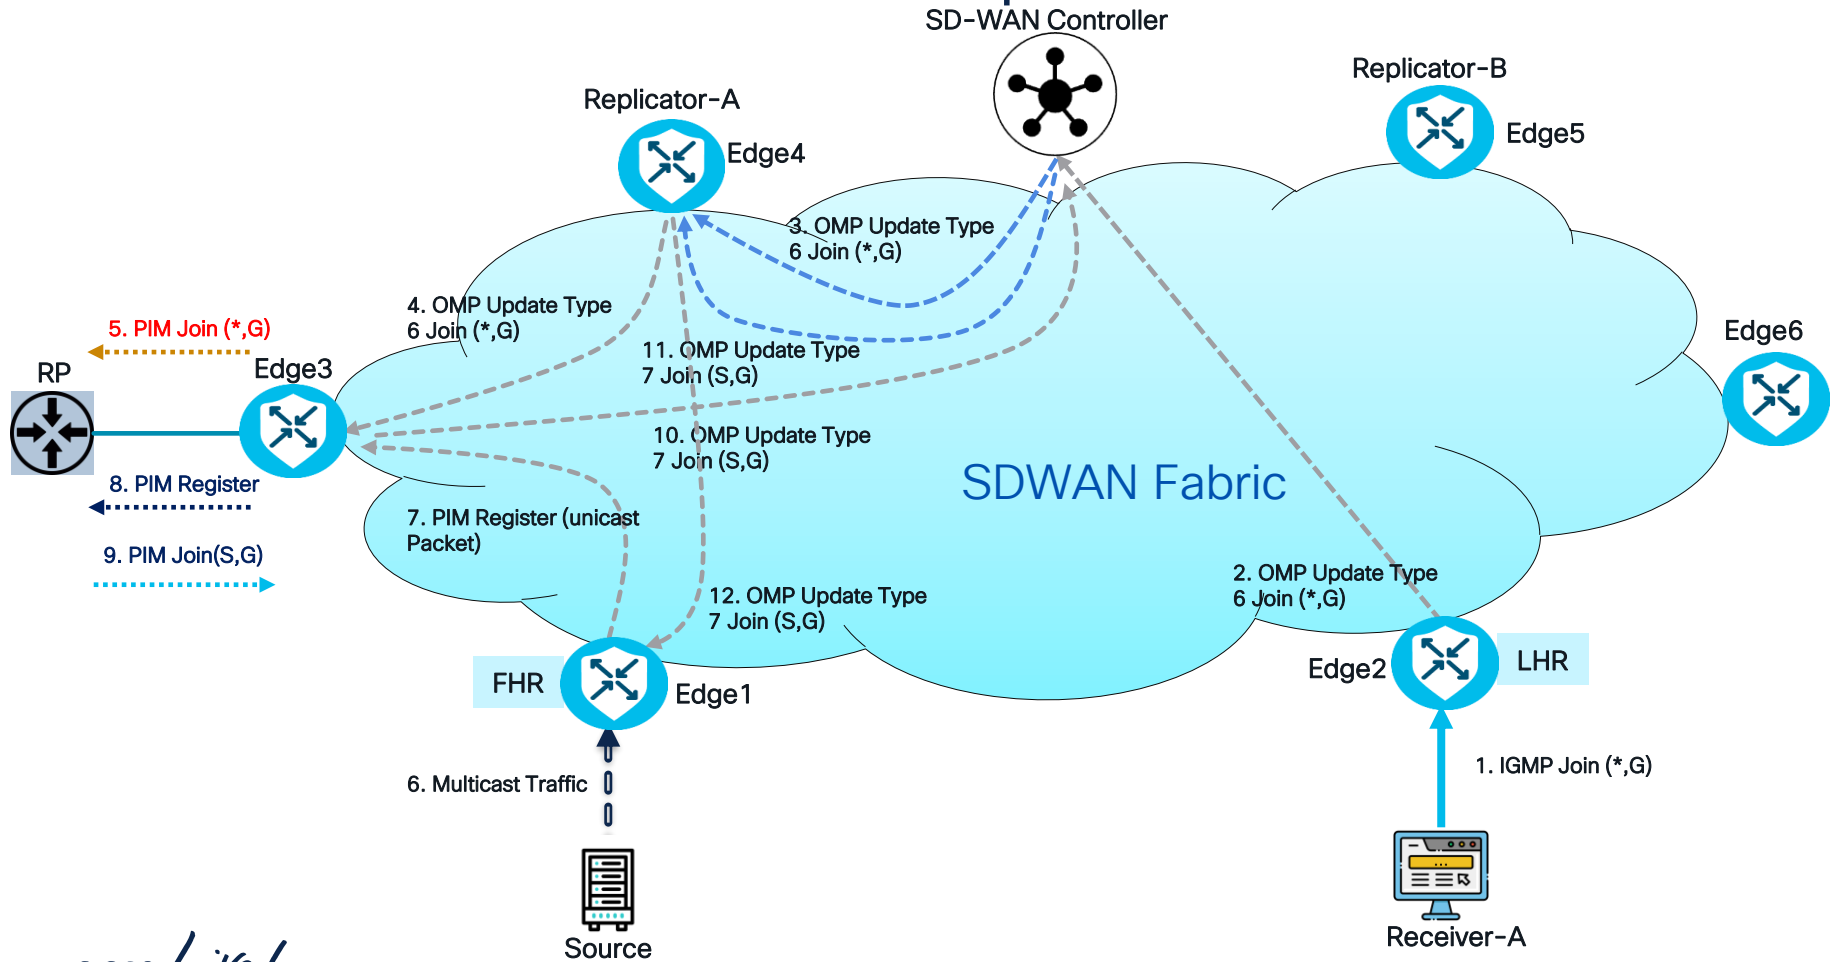 SD-WAN Controller
Replicator-B
Replicator-A
Edge5
Edge4
3. OMP Update Type
6 Join (*,G)
4. OMP Update Type
6 Join (*,G)
5. PIM Join (*,G)
Edge6
11. OMP Update Type
7 Join (S,G)
RP
Edge3
10. OMP Update Type
7 Join (S,G)
SDWAN Fabric
8. PIM Register
7. PIM Register (unicast
Packet)
9. PIM Join(S,G)
2. OMP Update Type
6 Join (*,G)
12. OMP Update Type
7 Join (S,G)
FHR
Edge1
Edge2
LHR
6. Multicast Traffic
1. IGMP Join (*,G)
Source
Receiver-A